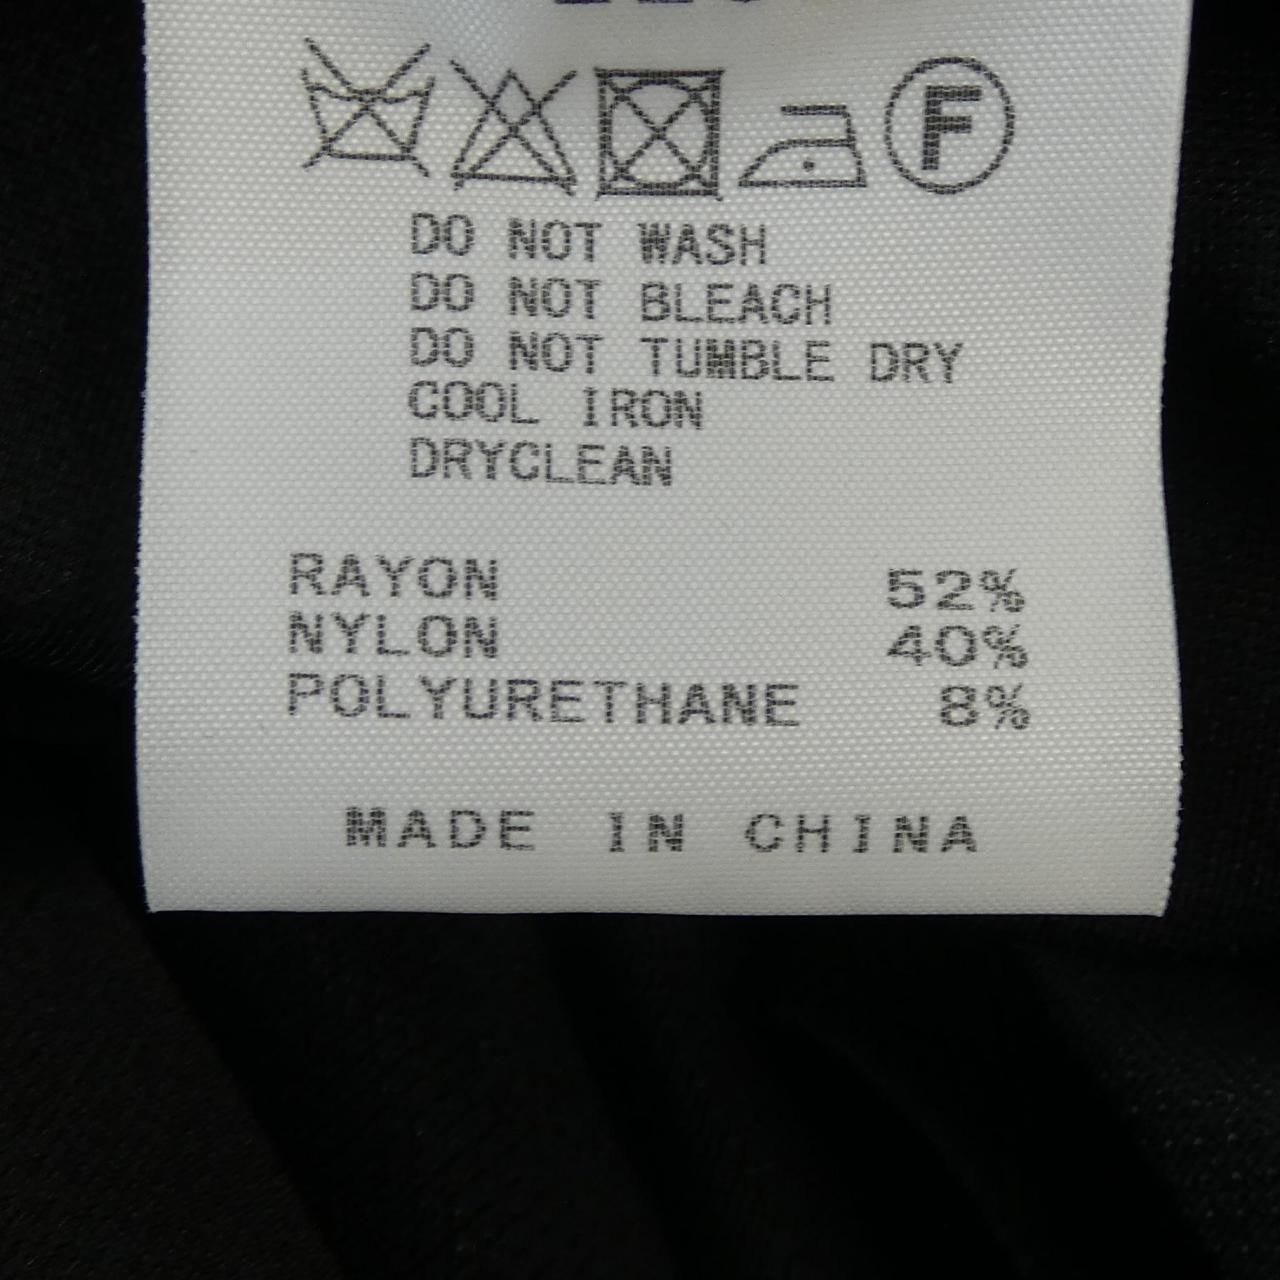 F
DO NOT WASH
DO NOT BLEACH
DO NOT TUMBLE DRY
COOL IRON
DRYCLEAN
RAYON 52%
NYLON 40%
POLYURETHANE 8%
MADE IN CHINA